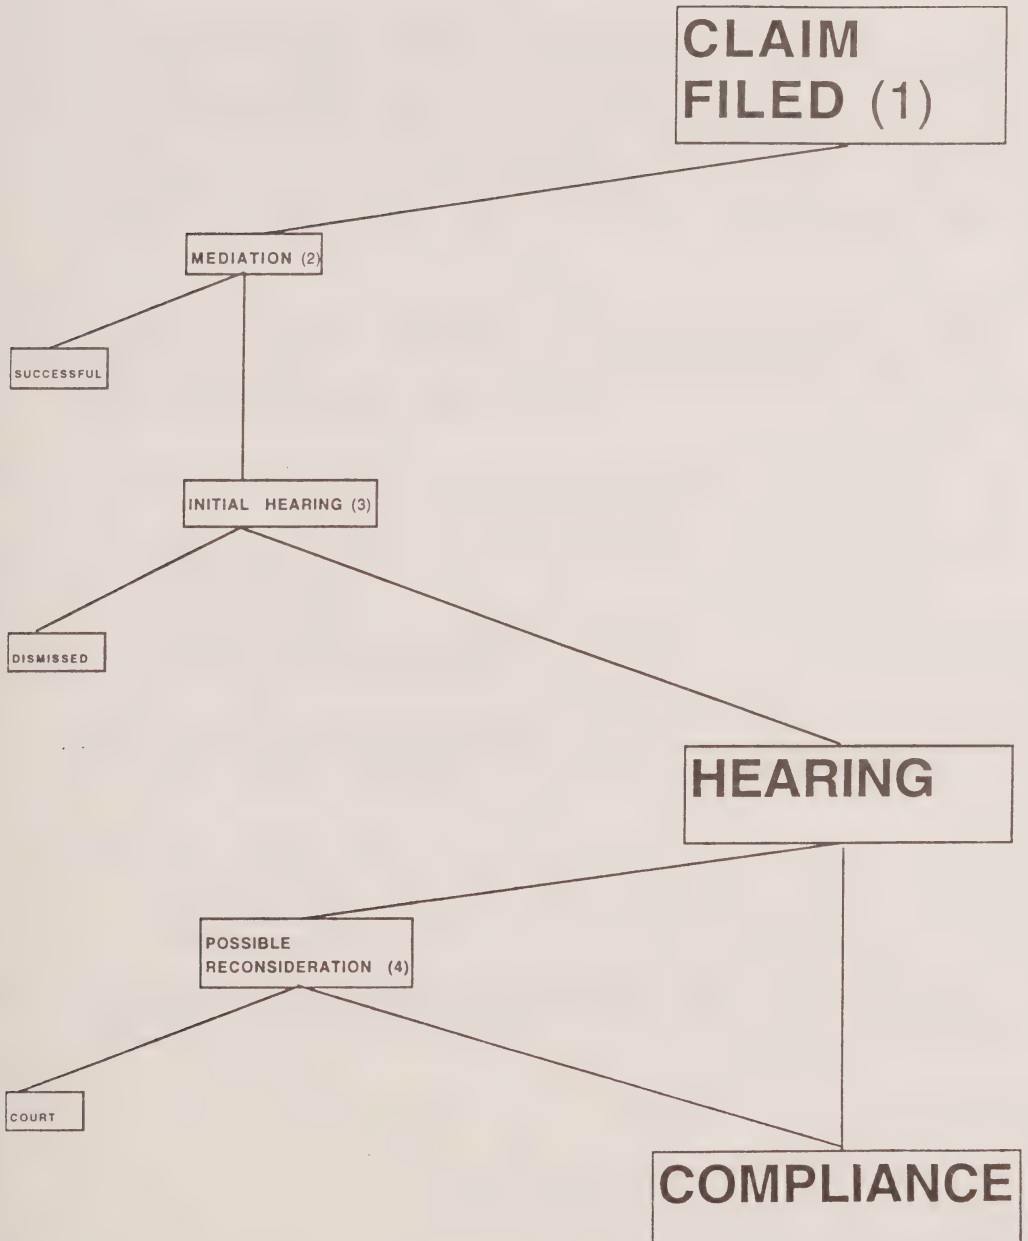 CLAIM
FILED (1)
MEDIATION (2)
SUCCESSFUL
INITIAL HEARING (3)
DISMISSED
HEARING
POSSIBLE
RECONSIDERATION (4)
COURT
COMPLIANCE